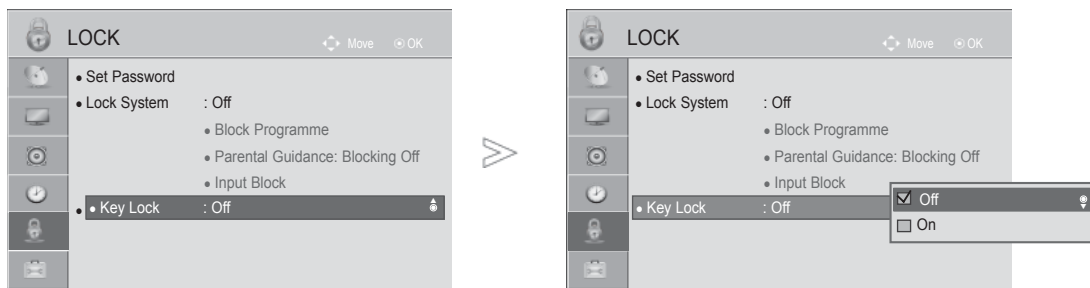 LOCK
Move
OK
• Set Password
• Lock System : Off
• Block Programme
• Parental Guidance: Blocking Off
• Input Block
• • Key Lock : Off
LOCK
Move
OK
• Set Password
• Lock System : Off
• Block Programme
• Parental Guidance: Blocking Off
• Input Block
• Key Lock : Off
Off
On